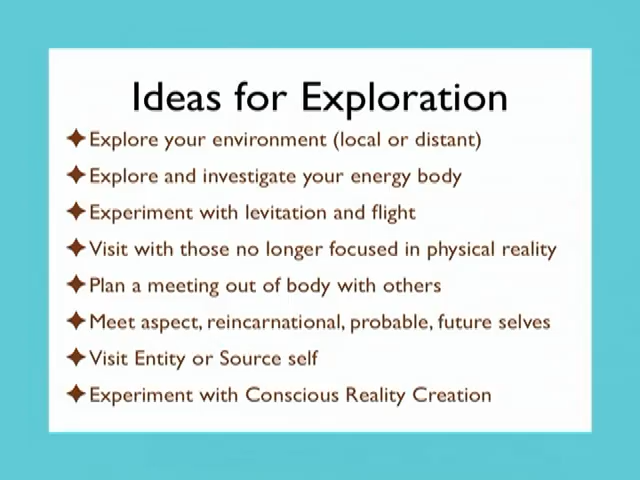 Ideas for Exploration
Explore your environment (local or distant)
Explore and investigate your energy body
Experiment with levitation and flight
Visit with those no longer focused in physical reality
Plan a meeting out of body with others
Meet aspect, reincarnational, probable, future selves
Visit Entity or Source self
Experiment with Conscious Reality Creation